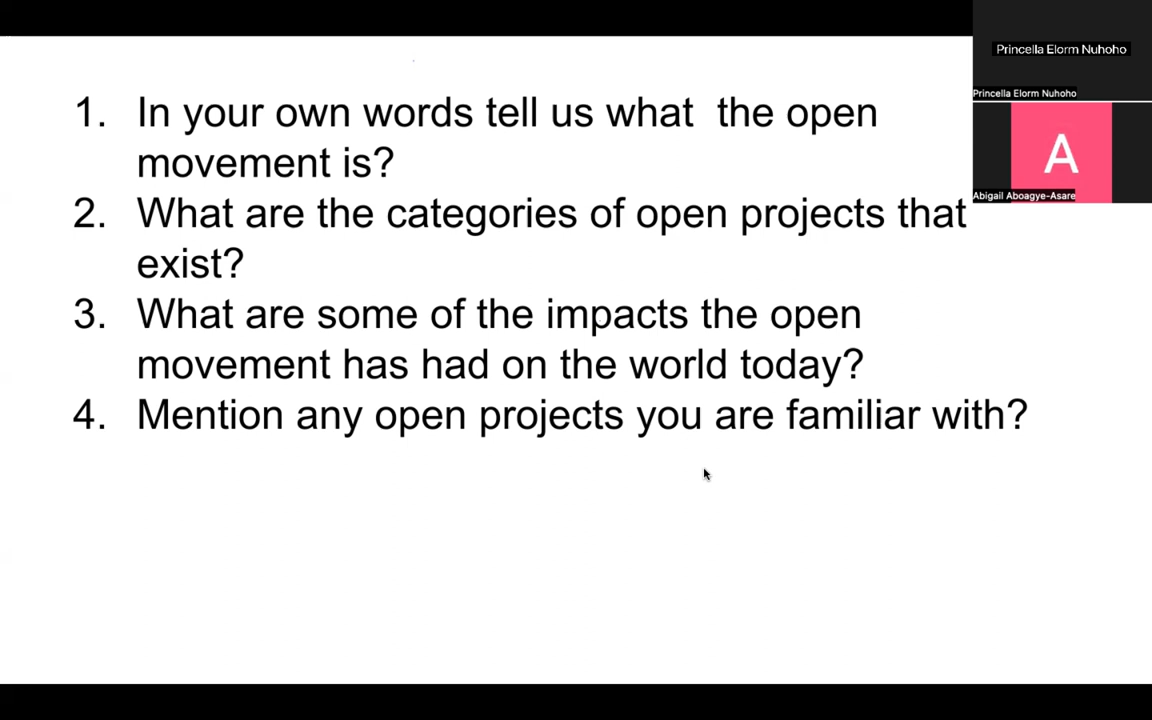 Princella Elorm Nuhoho
Princella Elorm Nuhoho
A
Abigail Aboagye-Asare
1. In your own words tell us what  the open
movement is?
2. What are the categories of open projects that
exist?
3. What are some of the impacts the open
movement has had on the world today?
4. Mention any open projects you are familiar with?